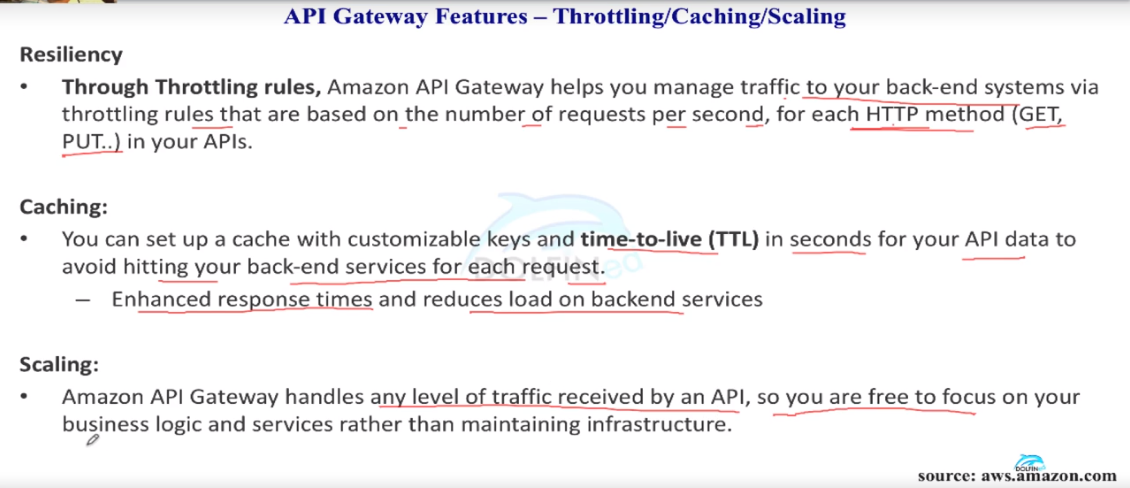 API Gateway Features – Throttling/Caching/Scaling
Resiliency
• Through Throttling rules, Amazon API Gateway helps you manage traffic to your back-end systems via
throttling rules that are based on the number of requests per second, for each HTTP method (GET,
PUT..) in your APIs.
Caching:
• You can set up a cache with customizable keys and time-to-live (TTL) in seconds for your API data to
avoid hitting your back-end services for each request.
– Enhanced response times and reduces load on backend services
DOLFINed
Scaling:
• Amazon API Gateway handles any level of traffic received by an API, so you are free to focus on your
business logic and services rather than maintaining infrastructure.
DOLFINed
source: aws.amazon.com